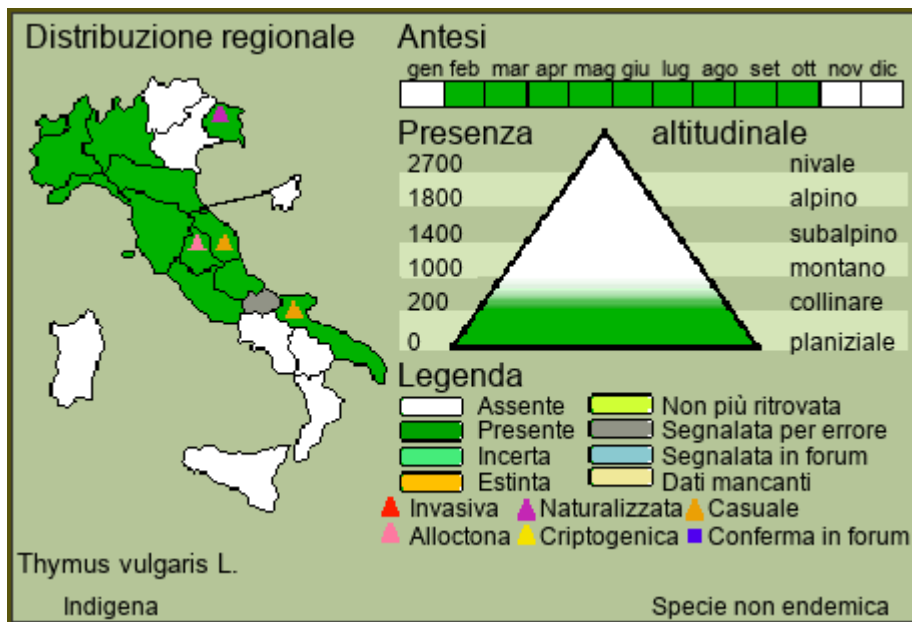 Distribuzione regionale
Antesi
gen feb mar apr mag giu lug ago set ott nov dic
Presenza altitudinale
2700 nivale
1800 alpino
1400 subalpino
1000 montano
200 collinare
0 planiziale
Legenda
Assente Non più ritrovata
Presente Segnalata per errore
Incerta Segnalata in forum
Estinta Dati mancanti
Invasiva Naturalizzata Casuale
Alloctona Criptogenica Conferma in forum
Thymus vulgaris L.
Indigena Specie non endemica